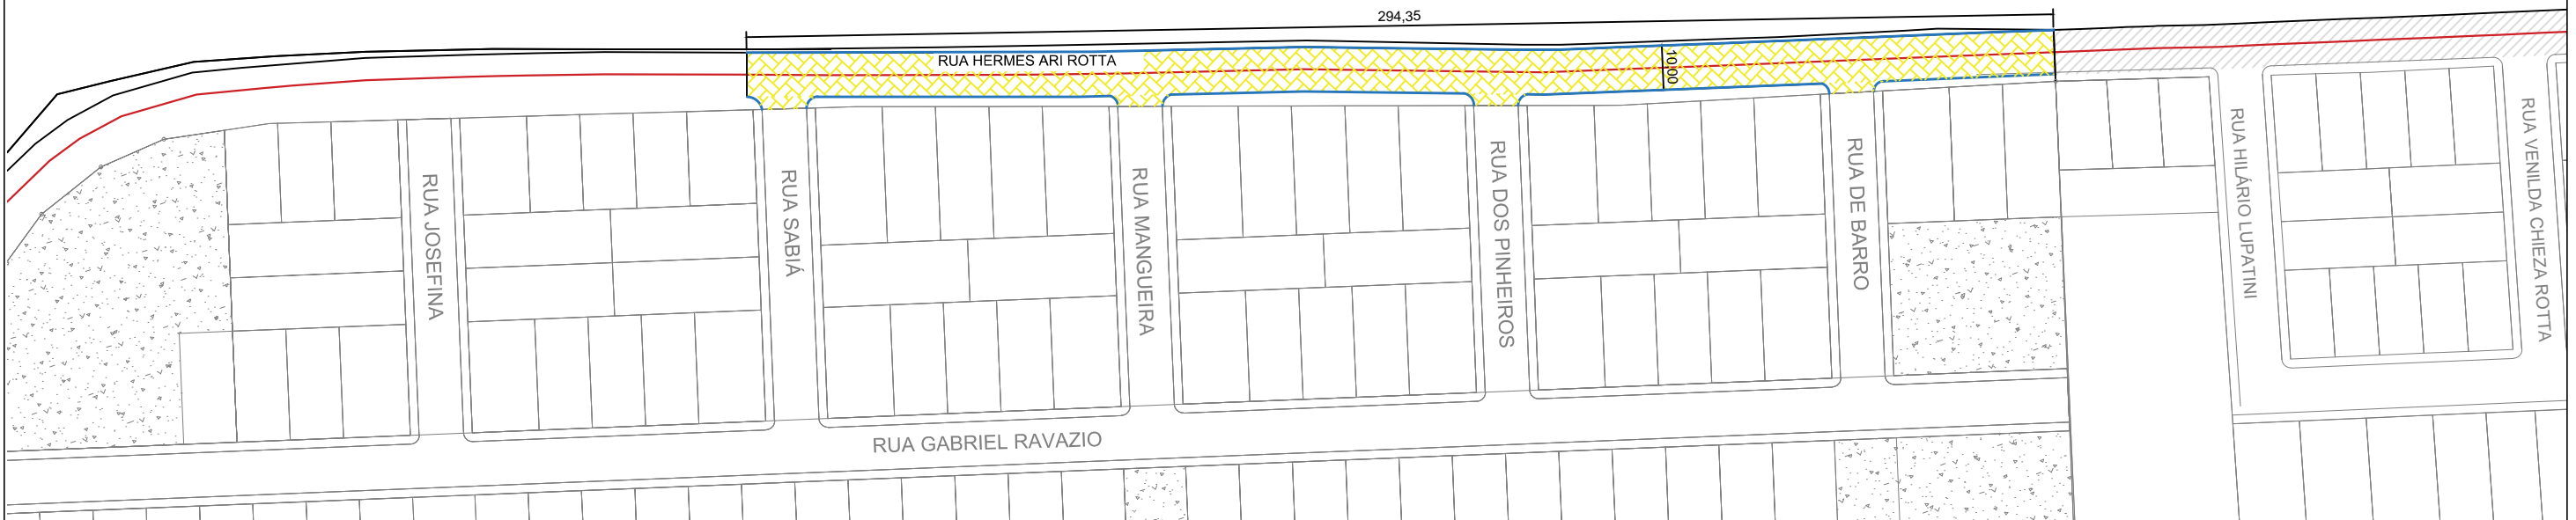 294,35
RUA HERMES ARI ROTTA
10,00
RUA JOSEFINA
RUA SABIÁ
RUA MANGUEIRA
RUA DOS PINHEIROS
RUA DE BARRO
RUA HILÁRIO LUPATINI
RUA VENILDA CHIEZA ROTTA
RUA GABRIEL RAVAZIO